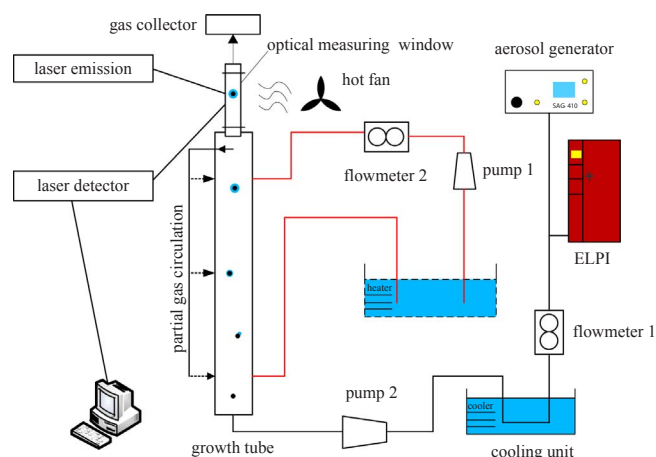 gas collector
optical measuring window
laser emission
hot fan
aerosol generator
SAG 410
laser detector
flowmeter 2
pump 1
ELPI
partial gas circulation
heater
flowmeter 1
pump 2
cooler
growth tube
cooling unit